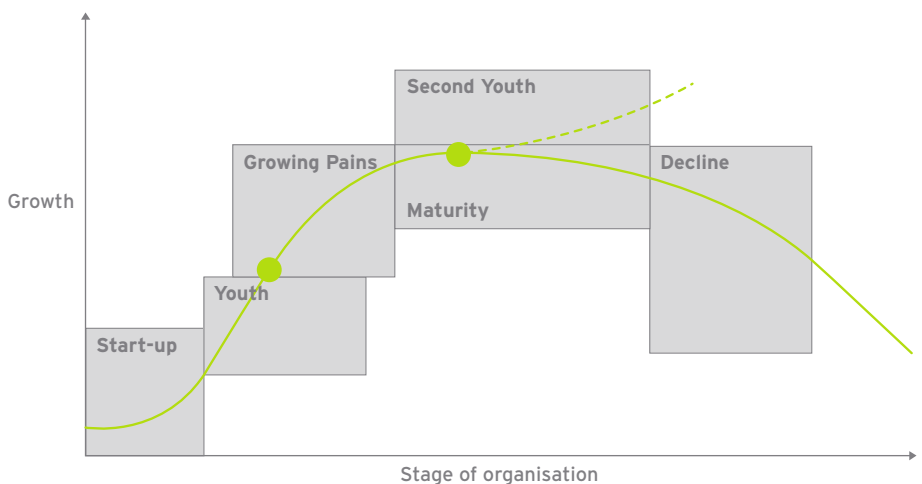 Second Youth
Growing Pains
Decline
Growth
Maturity
Youth
Start-up
Stage of organisation